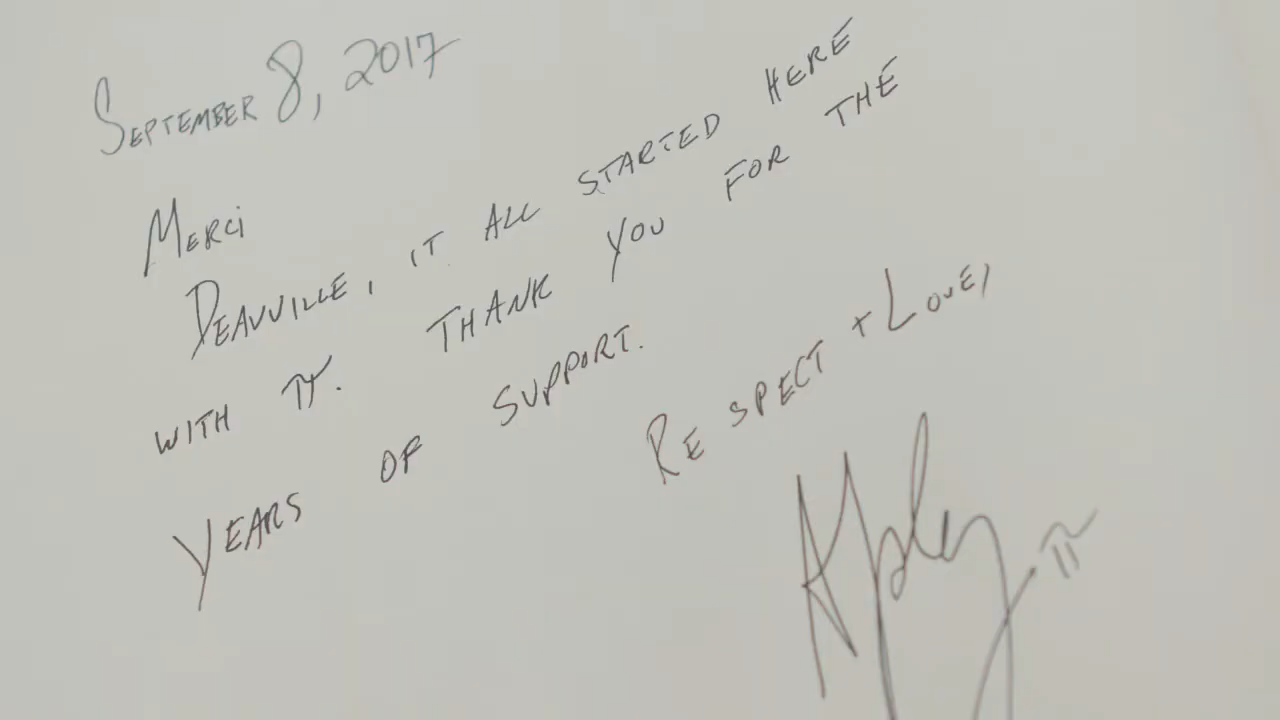 September 8, 2017
Merci
Deauville, it all started here
with π. Thank you for the
years of support.
Respect + Love,
π